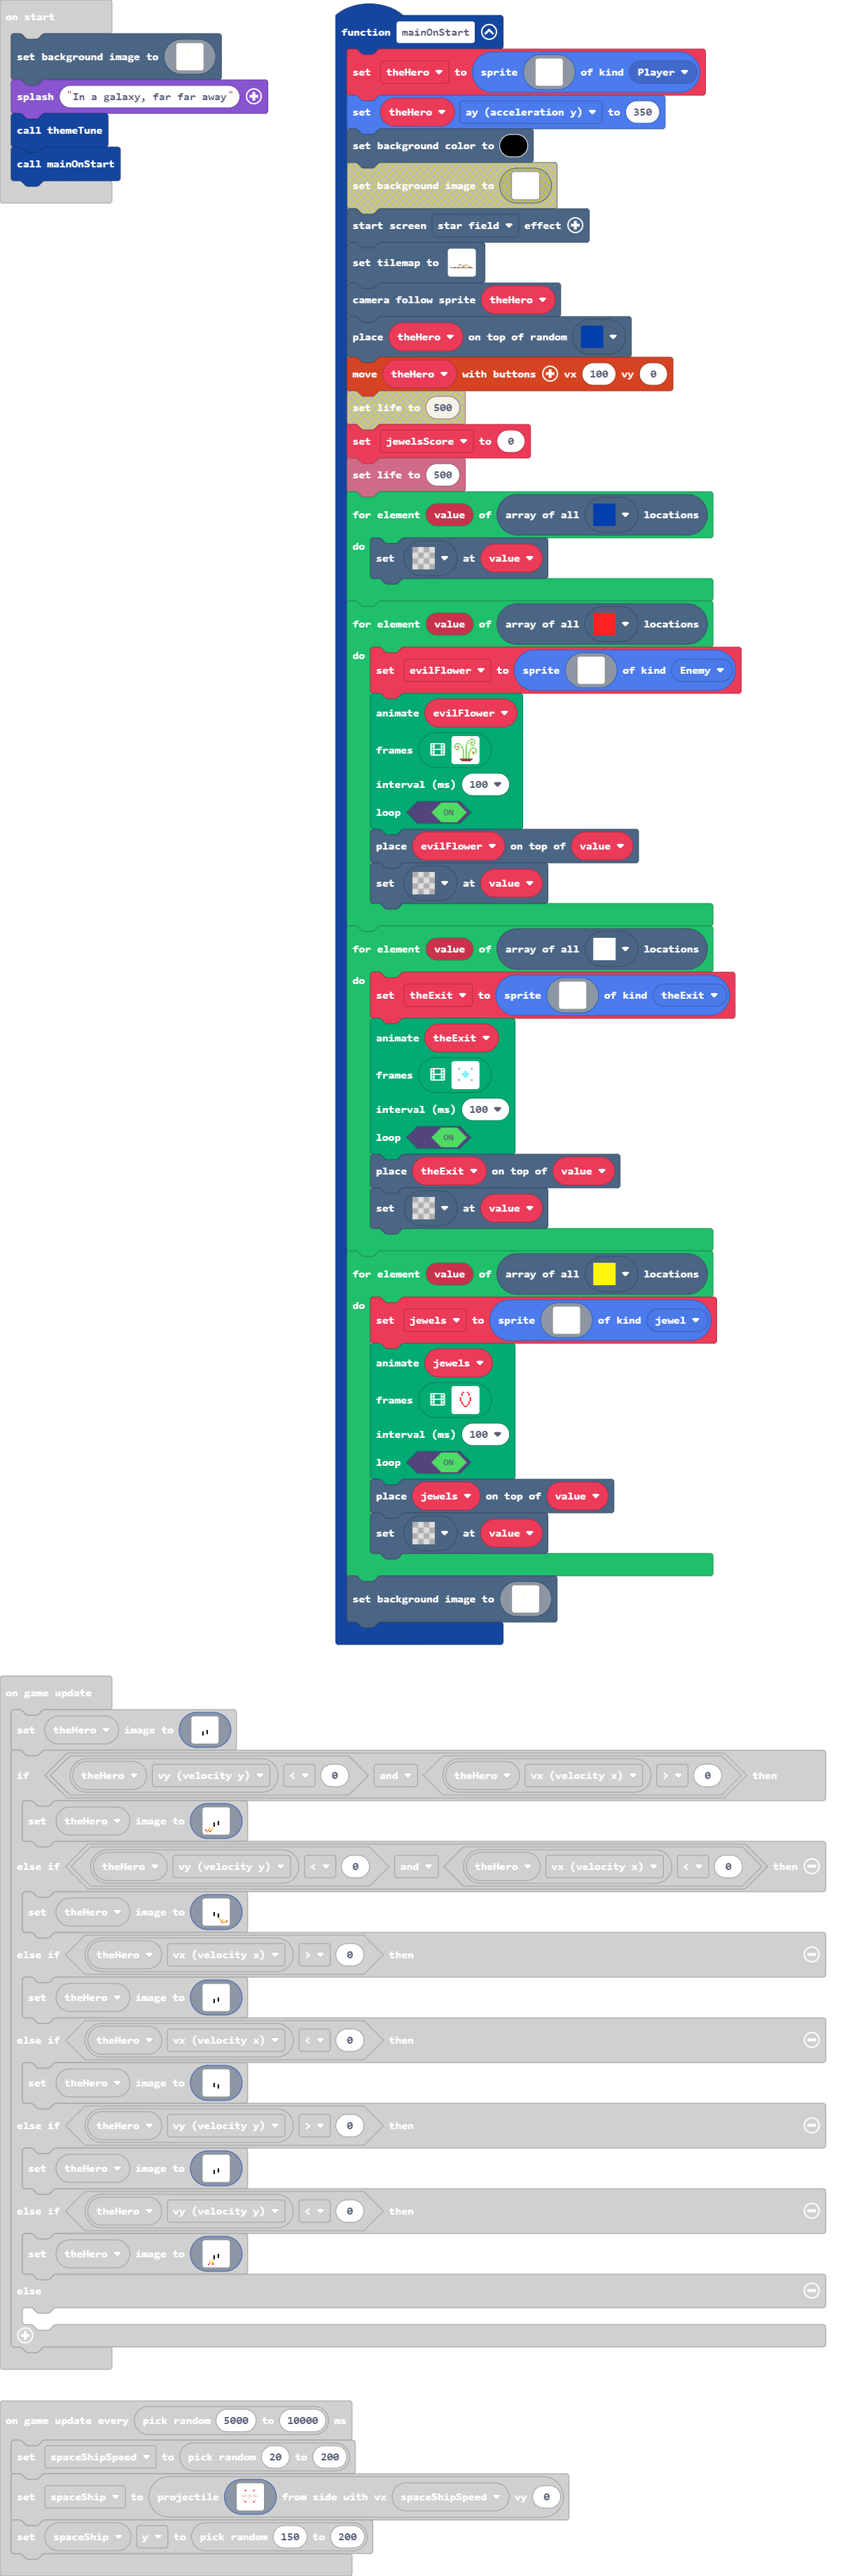 on start
set background image to
splash "In a galaxy, far far away"
call themeTune
call mainOnStart
function mainOnStart
set theHero to sprite of kind Player
set theHero ay (acceleration y) to 350
set background color to
set background image to
start screen star field effect
set tilemap to
camera follow sprite theHero
place theHero on top of random
move theHero with buttons vx 100 vy 0
set life to 500
set jewelsScore to 0
set life to 500
for element value of array of all locations
do set at value
for element value of array of all locations
do set evilFlower to sprite of kind Enemy
animate evilFlower
frames
interval (ms) 100
loop ON
place evilFlower on top of value
set at value
for element value of array of all locations
do set theExit to sprite of kind theExit
animate theExit
frames
interval (ms) 100
loop ON
place theExit on top of value
set at value
for element value of array of all locations
do set jewels to sprite of kind jewel
animate jewels
frames
interval (ms) 100
loop ON
place jewels on top of value
set at value
set background image to
on game update
set theHero image to
if theHero vy (velocity y) < 0 and theHero vx (velocity x) > 0 then
set theHero image to
else if theHero vy (velocity y) < 0 and theHero vx (velocity x) < 0 then
set theHero image to
else if theHero vx (velocity x) > 0 then
set theHero image to
else if theHero vx (velocity x) < 0 then
set theHero image to
else if theHero vy (velocity y) > 0 then
set theHero image to
else if theHero vy (velocity y) < 0 then
set theHero image to
else
on game update every pick random 5000 to 10000 ms
set spaceShipSpeed to pick random 20 to 200
set spaceShip to projectile from side with vx spaceShipSpeed vy 0
set spaceShip y to pick random 150 to 200